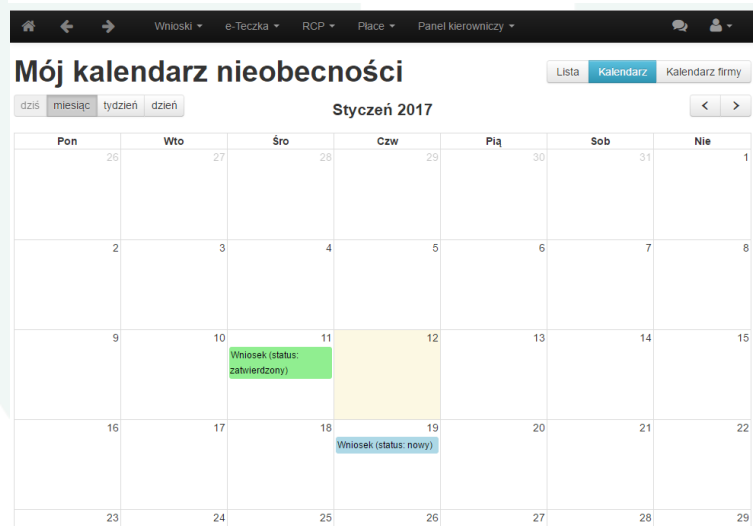 Wnioski e-Teczka RCP Płace Panel kierowniczy
Mój kalendarz nieobecności
Lista Kalendarz Kalendarz firmy
dziś miesiąc tydzień dzień
Styczeń 2017
Pon Wto Śro Czw Pią Sob Nie
26 27 28 29 30 31 1
2 3 4 5 6 7 8
9 10 11 12 13 14 15
Wniosek (status:
zatwierdzony)
16 17 18 19 20 21 22
Wniosek (status: nowy)
23 24 25 26 27 28 29